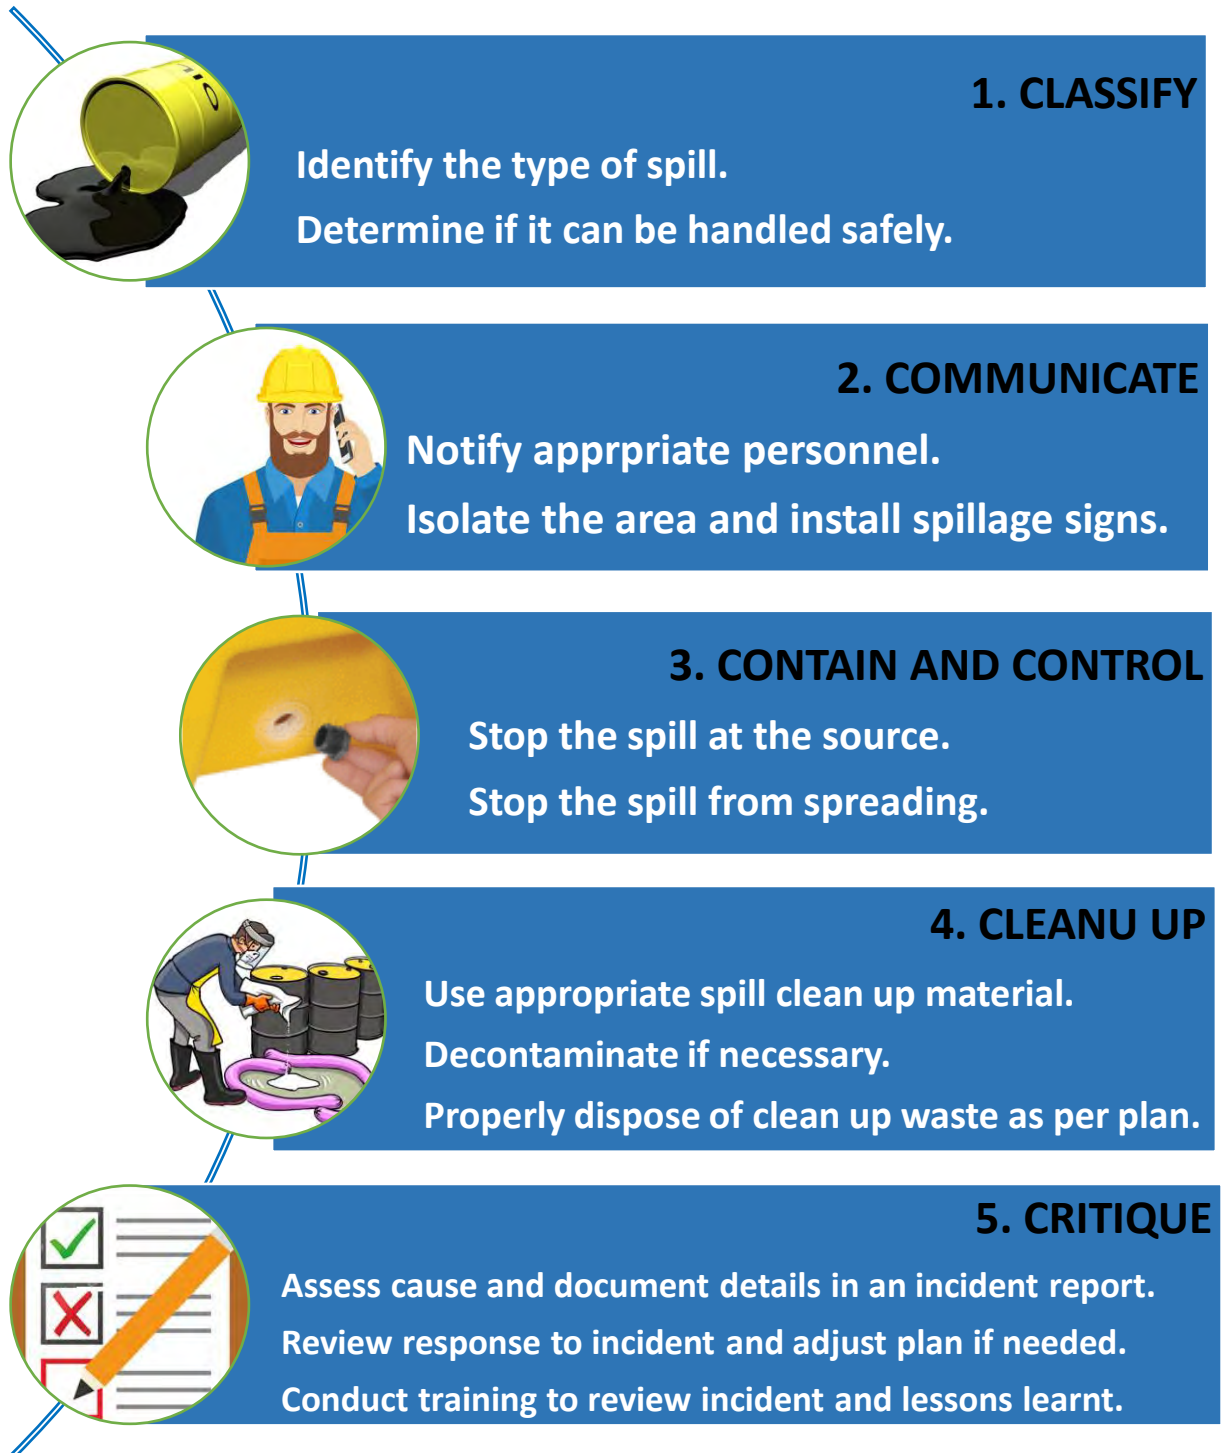 OIL
1. CLASSIFY
Identify the type of spill.
Determine if it can be handled safely.
2. COMMUNICATE
Notify apprpriate personnel.
Isolate the area and install spillage signs.
3. CONTAIN AND CONTROL
Stop the spill at the source.
Stop the spill from spreading.
4. CLEANU UP
Use appropriate spill clean up material.
Decontaminate if necessary.
Properly dispose of clean up waste as per plan.
5. CRITIQUE
Assess cause and document details in an incident report.
Review response to incident and adjust plan if needed.
Conduct training to review incident and lessons learnt.